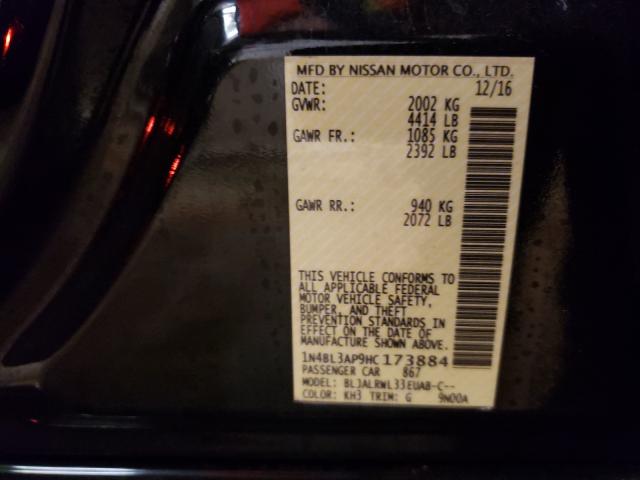 MFD BY NISSAN MOTOR CO., LTD.
DATE: 12/16
GVWR: 2002 KG
4414 LB
GAWR FR.: 1085 KG
2392 LB
GAWR RR.: 940 KG
2072 LB
THIS VEHICLE CONFORMS TO
ALL APPLICABLE FEDERAL
MOTOR VEHICLE SAFETY,
BUMPER, AND THEFT
PREVENTION STANDARDS IN
EFFECT ON THE DATE OF
MANUFACTURE SHOWN ABOVE.
1N4BL3AP9HC 173884
PASSENGER CAR 867
MODEL: BLJALRWL33EUAB-C--
COLOR: KH3 TRIM: G 9N00A